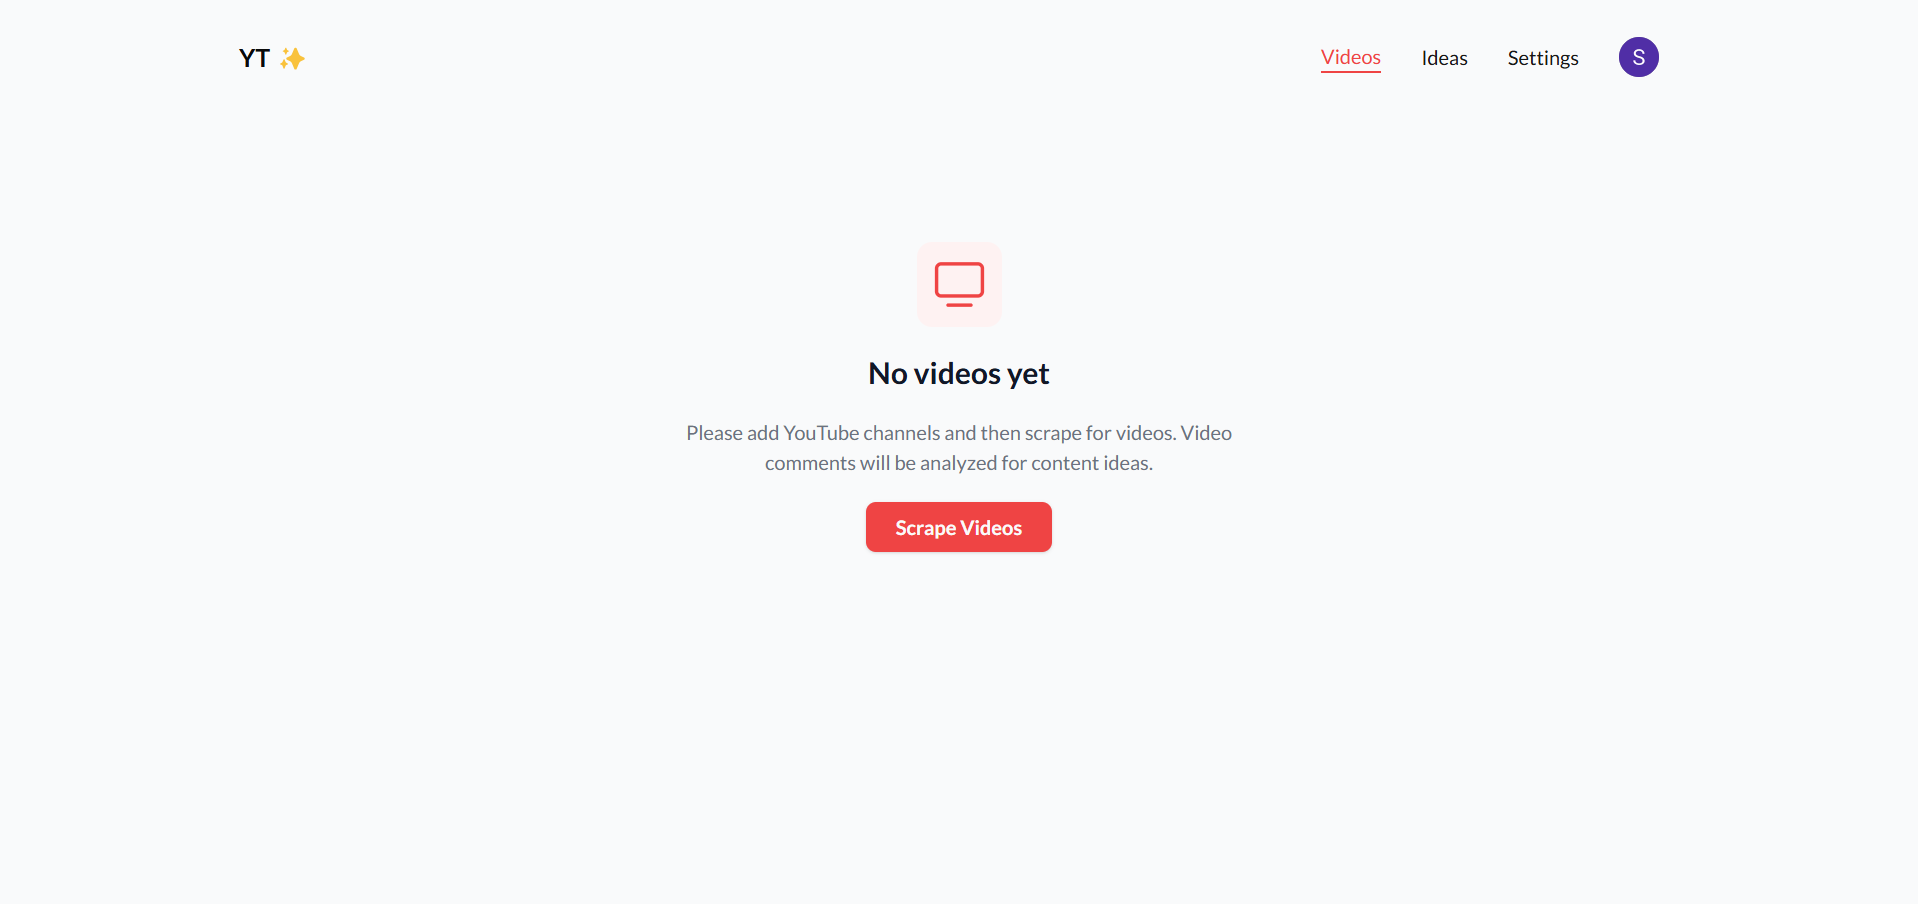 YT ✨
Videos
Ideas
Settings
S
No videos yet
Please add YouTube channels and then scrape for videos. Video
comments will be analyzed for content ideas.
Scrape Videos